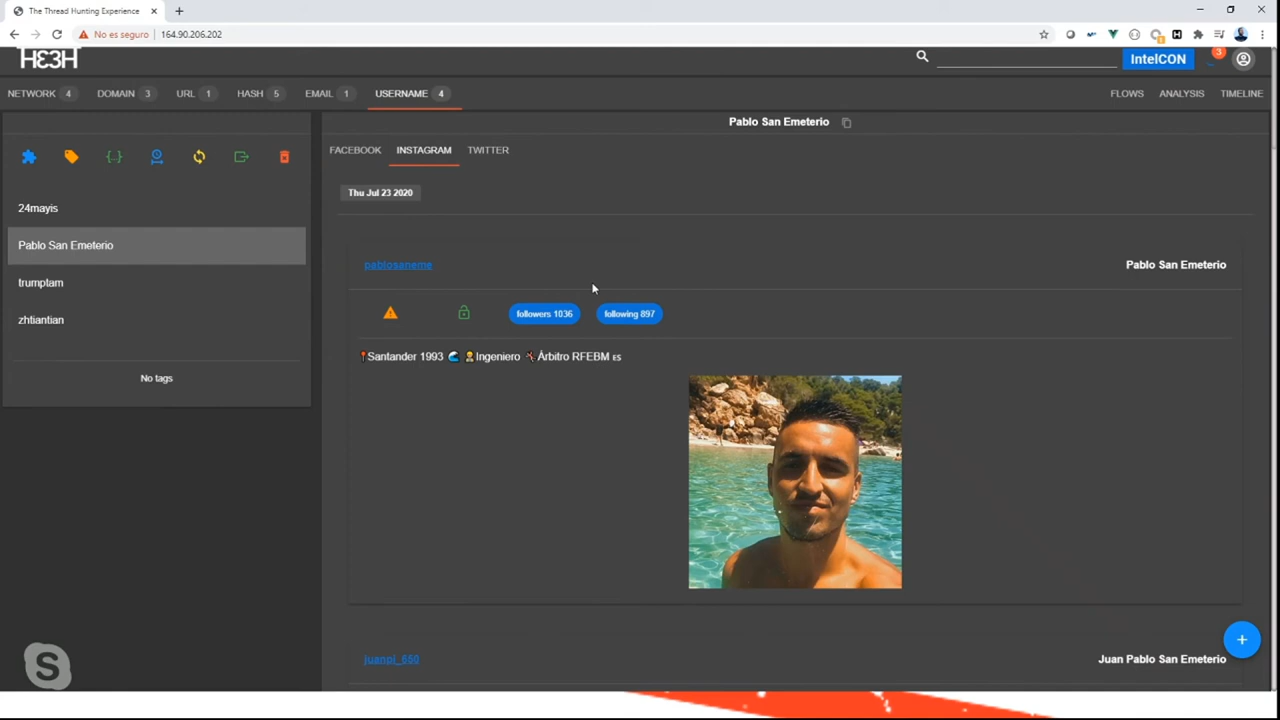 The Thread Hunting Experience
No es seguro 164.90.206.202
HƐ3H
IntelCON 3
NETWORK 4 DOMAIN 3 URL 1 HASH 5 EMAIL 1 USERNAME 4 FLOWS ANALYSIS TIMELINE
Pablo San Emeterio
FACEBOOK INSTAGRAM TWITTER
Thu Jul 23 2020
24mayis
Pablo San Emeterio
trumptam
zhtiantian
No tags
pablosaneme Pablo San Emeterio
followers 1036 following 897
Santander 1993 Ingeniero Árbitro RFEBM ES
juanpi_650 Juan Pablo San Emeterio